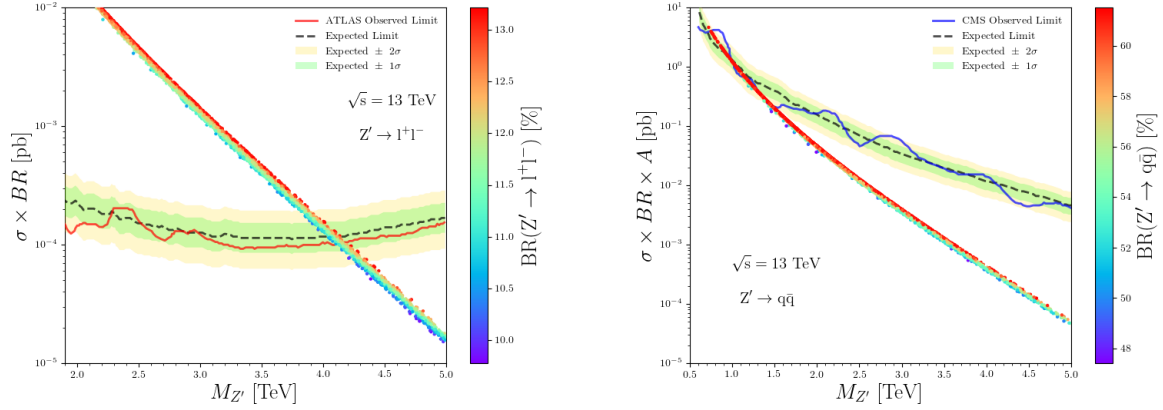 10⁻²
10⁻³
10⁻⁴
10⁻⁵
σ × BR [pb]
ATLAS Observed Limit
Expected Limit
Expected ± 2σ
Expected ± 1σ
√s = 13 TeV
Z′ → l⁺l⁻
2.0 2.5 3.0 3.5 4.0 4.5 5.0
M_Z′ [TeV]
13.0
12.5
12.0
11.5
11.0
10.5
10.0
BR(Z′ → l⁺l⁻) [%]
10¹
10⁰
10⁻¹
10⁻²
10⁻³
10⁻⁴
10⁻⁵
σ × BR × A [pb]
CMS Observed Limit
Expected Limit
Expected ± 2σ
Expected ± 1σ
√s = 13 TeV
Z′ → qq̄
0.5 1.0 1.5 2.0 2.5 3.0 3.5 4.0 4.5 5.0
M_Z′ [TeV]
60
58
56
54
52
50
48
BR(Z′ → qq̄) [%]